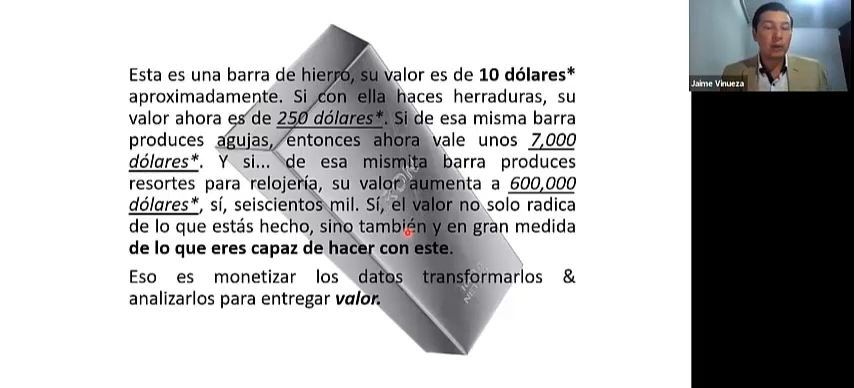 Esta es una barra de hierro, su valor es de 10 dólares*
aproximadamente. Si con ella haces herraduras, su
valor ahora es de 250 dólares*. Si de esa misma barra
produces agujas, entonces ahora vale unos 7,000
dólares*. Y si... de esa mismita barra produces
resortes para relojería, su valor aumenta a 600,000
dólares*, sí, seiscientos mil. Sí, el valor no solo radica
de lo que estás hecho, sino también y en gran medida
de lo que eres capaz de hacer con este.
Eso es monetizar los datos transformarlos &
analizarlos para entregar valor.
Jaime Vinueza